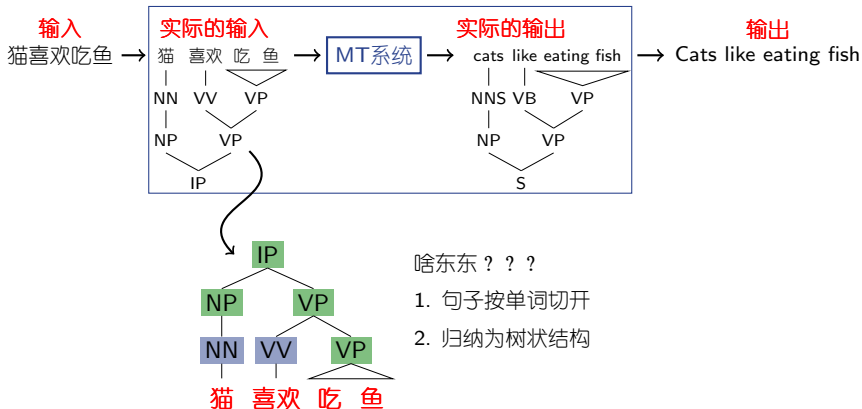 输入 实际的输入 实际的输出 输出
猫喜欢吃鱼 猫 喜欢 吃 鱼 MT系统 cats like eating fish Cats like eating fish
NN VV VP NNS VB VP
NP VP NP VP
IP S
IP
NP VP
NN VV VP
猫 喜欢 吃 鱼
啥东东？？？
1. 句子按单词切开
2. 归纳为树状结构